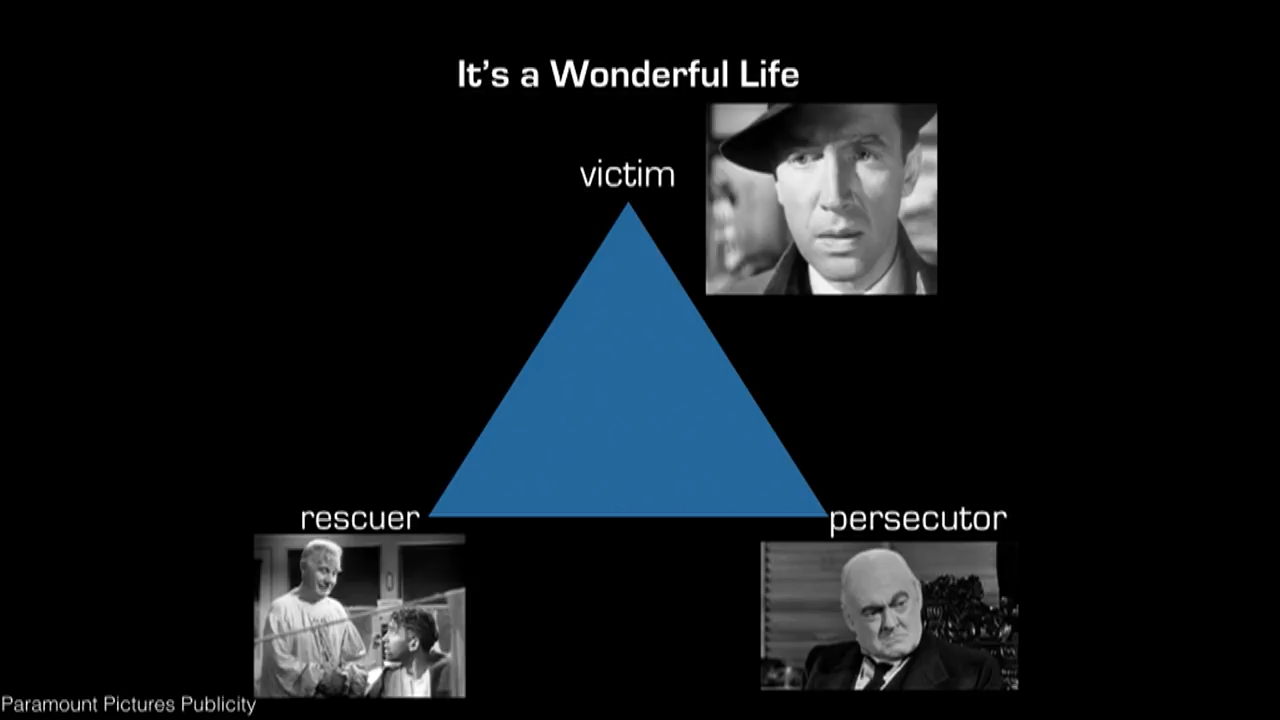 It's a Wonderful Life
victim
rescuer
persecutor
Paramount Pictures Publicity